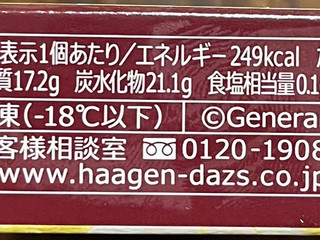 表示1個あたり/エネルギー249kcal
質17.2g 炭水化物21.1g 食塩相当量0.1
東(-18℃以下) ©Genera
客様相談室 0120-1908
www.haagen-dazs.co.jp